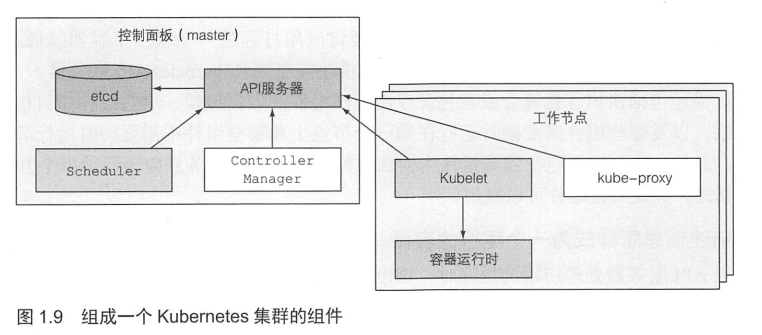 控制面板（master）
etcd
API服务器
Scheduler
Controller
Manager
工作节点
Kubelet
kube-proxy
容器运行时
图 1.9 组成一个 Kubernetes 集群的组件